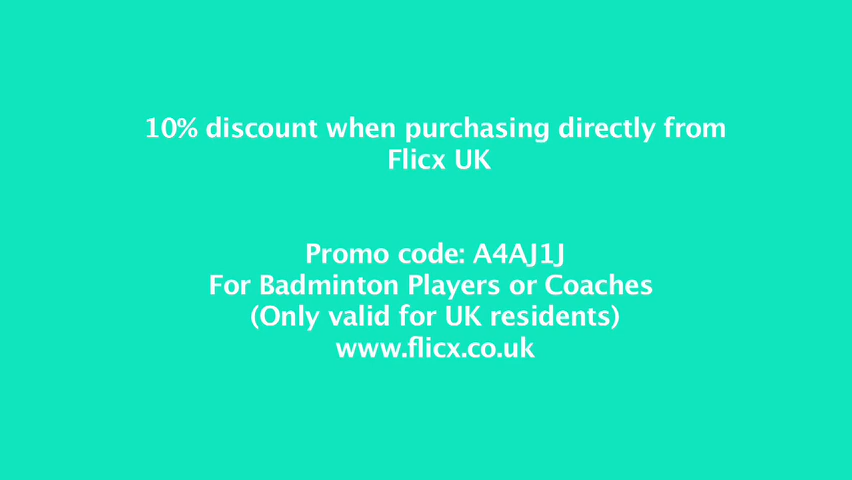 10% discount when purchasing directly from
Flicx UK
Promo code: A4AJ1J
For Badminton Players or Coaches
(Only valid for UK residents)
www.flicx.co.uk